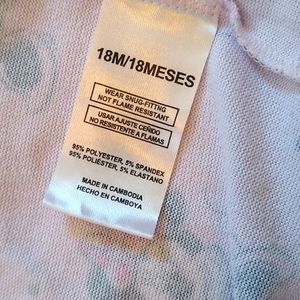 18M/18MESES
WEAR SNUG-FITTNG
NOT FLAME RESISTANT
USAR AJUSTE CEÑIDO
NO RESISTENTE A FLAMAS
95% POLYESTER, 5% SPANDEX
95% POLIÉSTER, 5% ELASTANO
MADE IN CAMBODIA
HECHO EN CAMBOYA